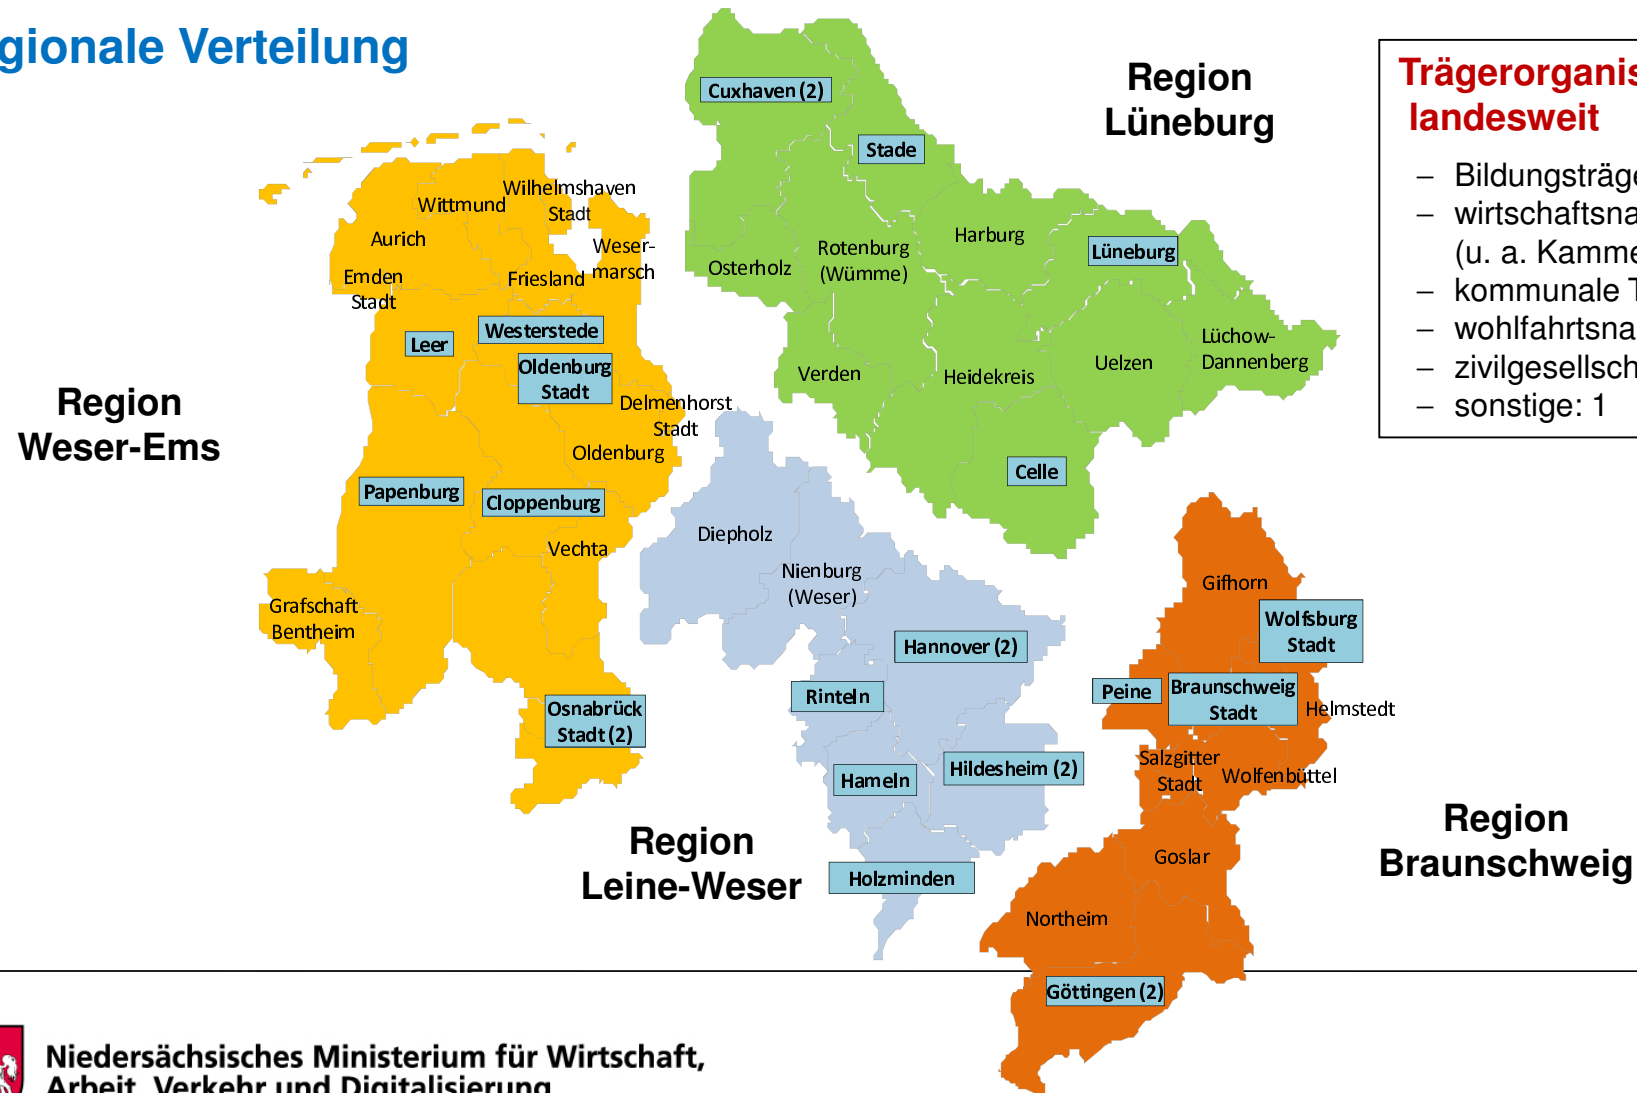 gionale Verteilung
Region
Lüneburg
Trägerorganis
landesweit
– Bildungsträge
– wirtschaftsna
(u. a. Kamme
– kommunale T
– wohlfahrtsna
– zivilgesellsch
– sonstige: 1
Cuxhaven (2)
Stade
Harburg
Lüneburg
Rotenburg
(Wümme)
Osterholz
Verden
Heidekreis
Uelzen
Lüchow-
Dannenberg
Celle
Region
Weser-Ems
Wilhelmshaven
Stadt
Wittmund
Aurich
Weser-
marsch
Emden
Stadt
Friesland
Westerstede
Leer
Oldenburg
Stadt
Delmenhorst
Stadt
Oldenburg
Papenburg
Cloppenburg
Vechta
Grafschaft
Bentheim
Osnabrück
Stadt (2)
Diepholz
Nienburg
(Weser)
Hannover (2)
Rinteln
Hameln
Hildesheim (2)
Holzminden
Region
Leine-Weser
Gifhorn
Wolfsburg
Stadt
Peine
Braunschweig
Stadt
Helmstedt
Salzgitter
Stadt
Wolfenbüttel
Goslar
Northeim
Göttingen (2)
Region
Braunschweig
Niedersächsisches Ministerium für Wirtschaft,
Arbeit, Verkehr und Digitalisierung